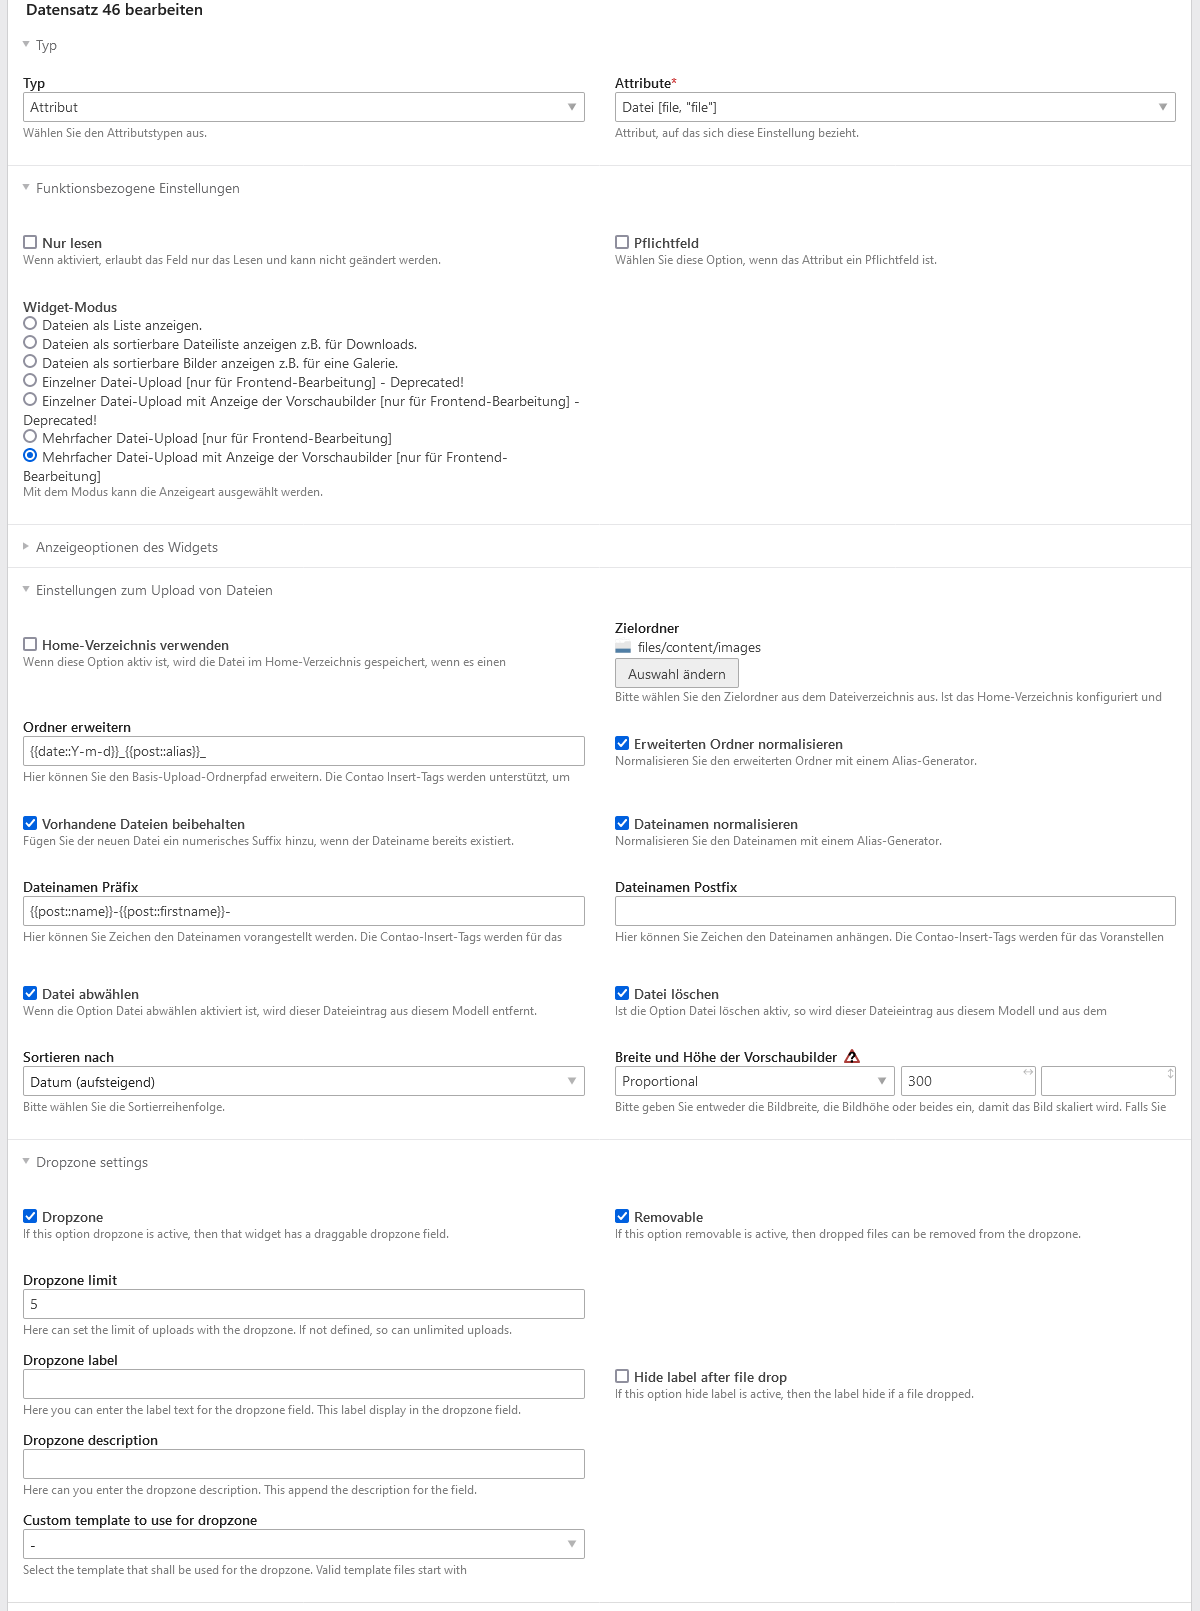 Datensatz 46 bearbeiten
Typ
Typ
Attribut
Wählen Sie den Attributstypen aus.
Attribute*
Datei [file, "file"]
Attribut, auf das sich diese Einstellung bezieht.
Funktionsbezogene Einstellungen
Nur lesen
Wenn aktiviert, erlaubt das Feld nur das Lesen und kann nicht geändert werden.
Pflichtfeld
Wählen Sie diese Option, wenn das Attribut ein Pflichtfeld ist.
Widget-Modus
Dateien als Liste anzeigen.
Dateien als sortierbare Dateiliste anzeigen z.B. für Downloads.
Dateien als sortierbare Bilder anzeigen z.B. für eine Galerie.
Einzelner Datei-Upload [nur für Frontend-Bearbeitung] - Deprecated!
Einzelner Datei-Upload mit Anzeige der Vorschaubilder [nur für Frontend-Bearbeitung] -
Deprecated!
Mehrfacher Datei-Upload [nur für Frontend-Bearbeitung]
Mehrfacher Datei-Upload mit Anzeige der Vorschaubilder [nur für Frontend-
Bearbeitung]
Mit dem Modus kann die Anzeigeart ausgewählt werden.
Anzeigeoptionen des Widgets
Einstellungen zum Upload von Dateien
Home-Verzeichnis verwenden
Wenn diese Option aktiv ist, wird die Datei im Home-Verzeichnis gespeichert, wenn es einen
Zielordner
files/content/images
Auswahl ändern
Bitte wählen Sie den Zielordner aus dem Dateiverzeichnis aus. Ist das Home-Verzeichnis konfiguriert und
Ordner erweitern
{{date::Y-m-d}}_{{post::alias}}_
Hier können Sie den Basis-Upload-Ordnerpfad erweitern. Die Contao Insert-Tags werden unterstützt, um
Erweiterten Ordner normalisieren
Normalisieren Sie den erweiterten Ordner mit einem Alias-Generator.
Vorhandene Dateien beibehalten
Fügen Sie der neuen Datei ein numerisches Suffix hinzu, wenn der Dateiname bereits existiert.
Dateinamen normalisieren
Normalisieren Sie den Dateinamen mit einem Alias-Generator.
Dateinamen Präfix
{{post::name}}-{{post::firstname}}-
Hier können Sie Zeichen den Dateinamen vorangestellt werden. Die Contao-Insert-Tags werden für das
Dateinamen Postfix
Hier können Sie Zeichen den Dateinamen anhängen. Die Contao-Insert-Tags werden für das Voranstellen
Datei abwählen
Wenn die Option Datei abwählen aktiviert ist, wird dieser Dateieintrag aus diesem Modell entfernt.
Datei löschen
Ist die Option Datei löschen aktiv, so wird dieser Dateieintrag aus diesem Modell und aus dem
Sortieren nach
Datum (aufsteigend)
Bitte wählen Sie die Sortierreihenfolge.
Breite und Höhe der Vorschaubilder
Proportional
300
Bitte geben Sie entweder die Bildbreite, die Bildhöhe oder beides ein, damit das Bild skaliert wird. Falls Sie
Dropzone settings
Dropzone
If this option dropzone is active, then that widget has a draggable dropzone field.
Removable
If this option removable is active, then dropped files can be removed from the dropzone.
Dropzone limit
5
Here can set the limit of uploads with the dropzone. If not defined, so can unlimited uploads.
Dropzone label
Here you can enter the label text for the dropzone field. This label display in the dropzone field.
Hide label after file drop
If this option hide label is active, then the label hide if a file dropped.
Dropzone description
Here can you enter the dropzone description. This append the description for the field.
Custom template to use for dropzone
-
Select the template that shall be used for the dropzone. Valid template files start with